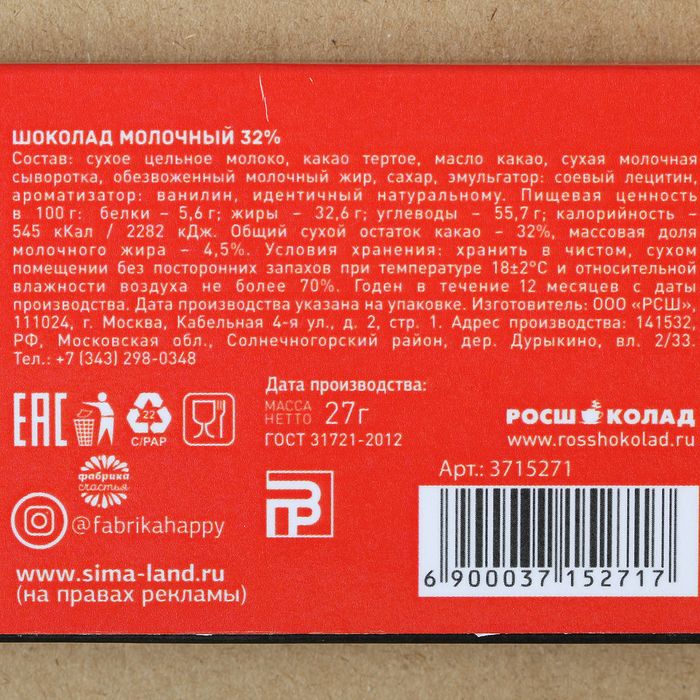 ШОКОЛАД МОЛОЧНЫЙ 32%
Состав: сухое цельное молоко, какао тертое, масло какао, сухая молочная
сыворотка, обезвоженный молочный жир, сахар, эмульгатор: соевый лецитин,
ароматизатор: ванилин, идентичный натуральному. Пищевая ценность
в 100 г: белки – 5,6 г; жиры – 32,6 г; углеводы – 55,7 г; калорийность –
545 кКал / 2282 кДж. Общий сухой остаток какао – 32%, массовая доля
молочного жира – 4,5%. Условия хранения: хранить в чистом, сухом
помещении без посторонних запахов при температуре 18±2°С и относительной
влажности воздуха не более 70%. Годен в течение 12 месяцев с даты
производства. Дата производства указана на упаковке. Изготовитель: ООО «РСШ».
111024, г. Москва, Кабельная 4-я ул., д. 2, стр. 1. Адрес производства: 141532,
РФ, Московская обл., Солнечногорский район, дер. Дурыкино, вл. 2/33.
Тел.: +7 (343) 298-0348
Дата производства:
МАССА
НЕТТО 27г
ГОСТ 31721-2012
ЕАС
22
C/PAP
РОСШОКОЛАД
www.rosshokolad.ru
Арт.: 3715271
фабрика
счастья
@fabrikahappy
www.sima-land.ru
(на правах рекламы)
6 900037 152717